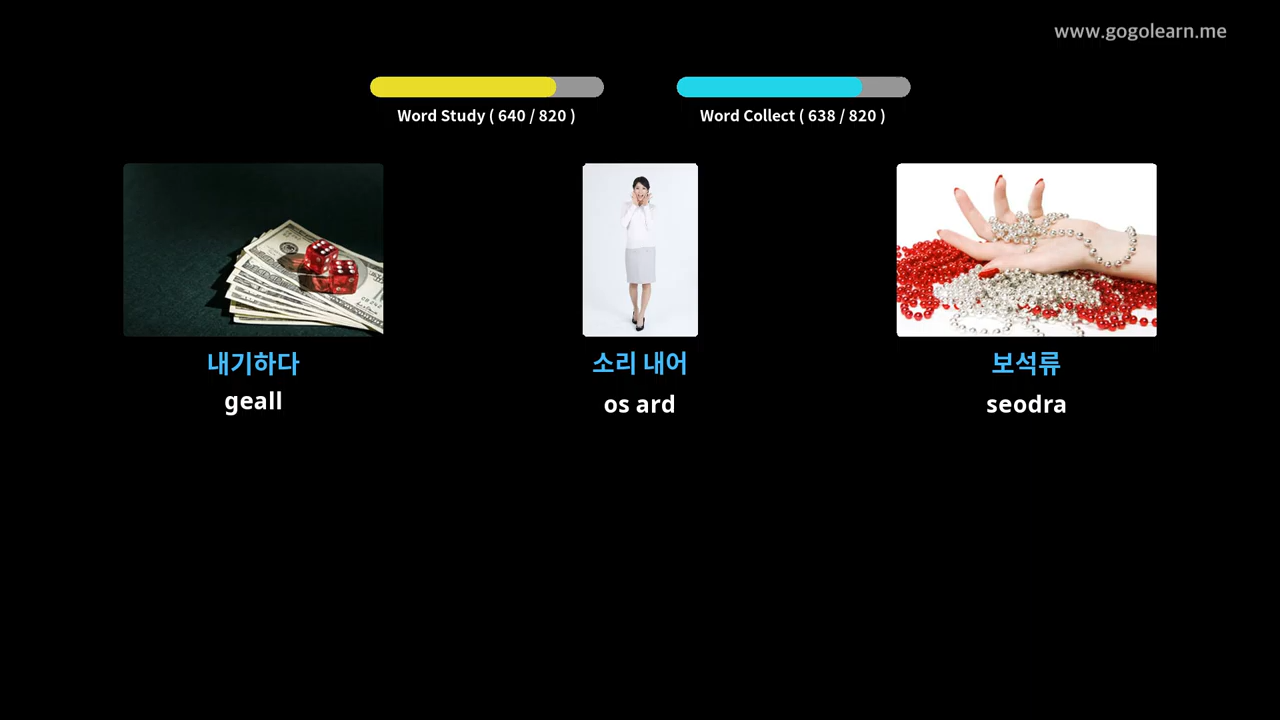 www.gogolearn.me
Word Study ( 640 / 820 )
Word Collect ( 638 / 820 )
내기하다
geall
소리 내어
os ard
보석류
seodra